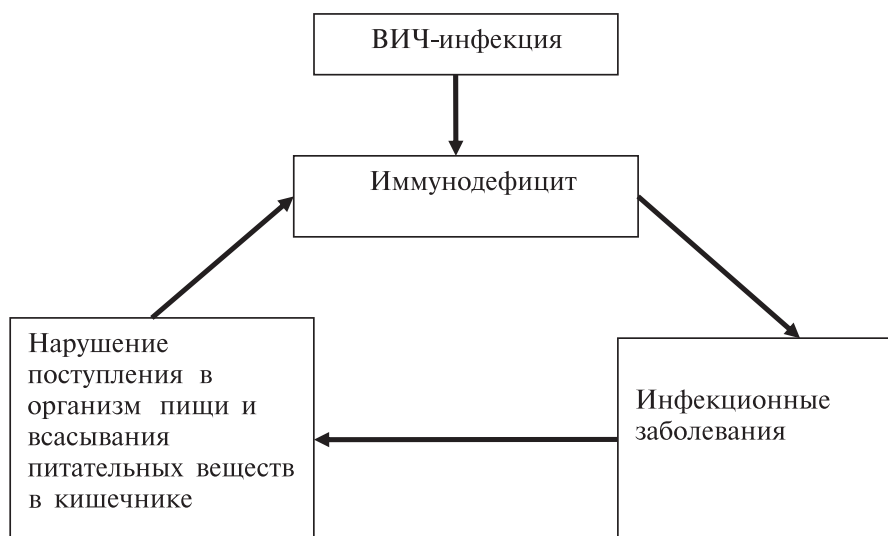 ВИЧ-инфекция
Иммунодефицит
Нарушение
поступления в
организм пищи и
всасывания
питательных веществ
в кишечнике
Инфекционные
заболевания